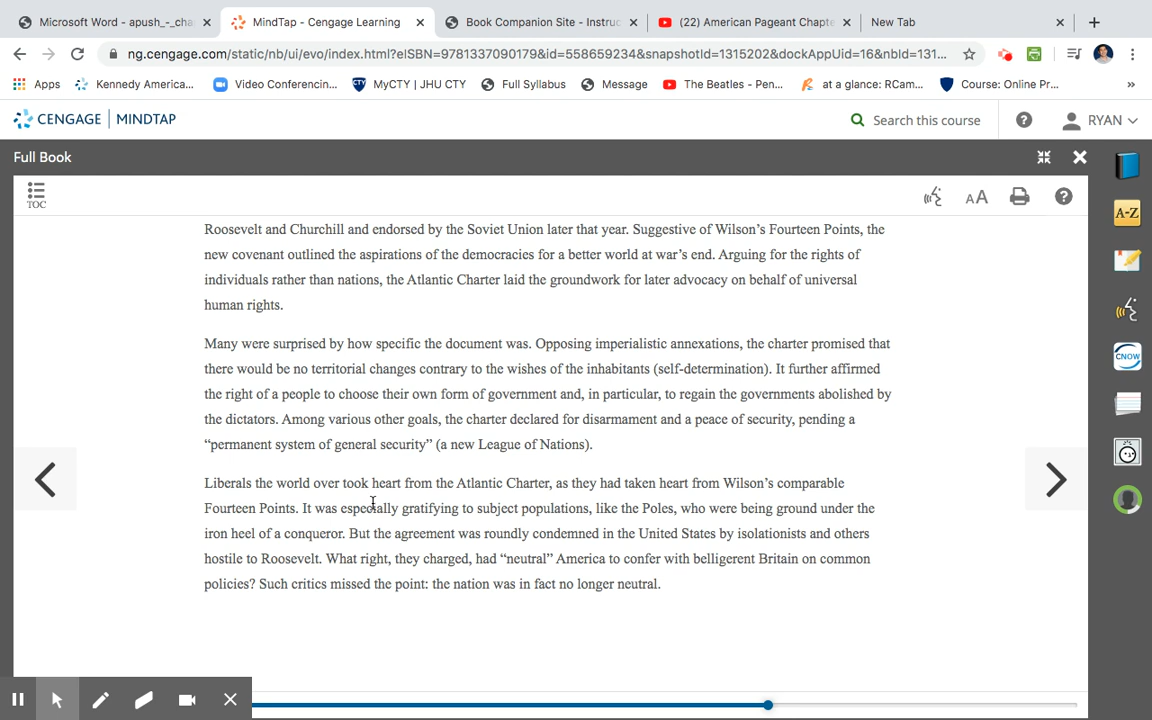 Microsoft Word - apush_-_cha
MindTap - Cengage Learning
Book Companion Site - Instruc
(22) American Pageant Chapte
New Tab
ng.cengage.com/static/nb/ui/evo/index.html?eISBN=9781337090179&id=558659234&snapshotId=1315202&dockAppUid=16&nbId=131...
Apps
Kennedy America...
Video Conferencin...
MyCTY | JHU CTY
Full Syllabus
Message
The Beatles - Pen...
at a glance: RCam...
Course: Online Pr...
»
CENGAGE | MINDTAP
Search this course
RYAN
Full Book
TOC
AA
A-Z
CNOW
Roosevelt and Churchill and endorsed by the Soviet Union later that year. Suggestive of Wilson's Fourteen Points, the
new covenant outlined the aspirations of the democracies for a better world at war's end. Arguing for the rights of
individuals rather than nations, the Atlantic Charter laid the groundwork for later advocacy on behalf of universal
human rights.
Many were surprised by how specific the document was. Opposing imperialistic annexations, the charter promised that
there would be no territorial changes contrary to the wishes of the inhabitants (self-determination). It further affirmed
the right of a people to choose their own form of government and, in particular, to regain the governments abolished by
the dictators. Among various other goals, the charter declared for disarmament and a peace of security, pending a
“permanent system of general security” (a new League of Nations).
Liberals the world over took heart from the Atlantic Charter, as they had taken heart from Wilson's comparable
Fourteen Points. It was especially gratifying to subject populations, like the Poles, who were being ground under the
iron heel of a conqueror. But the agreement was roundly condemned in the United States by isolationists and others
hostile to Roosevelt. What right, they charged, had “neutral” America to confer with belligerent Britain on common
policies? Such critics missed the point: the nation was in fact no longer neutral.